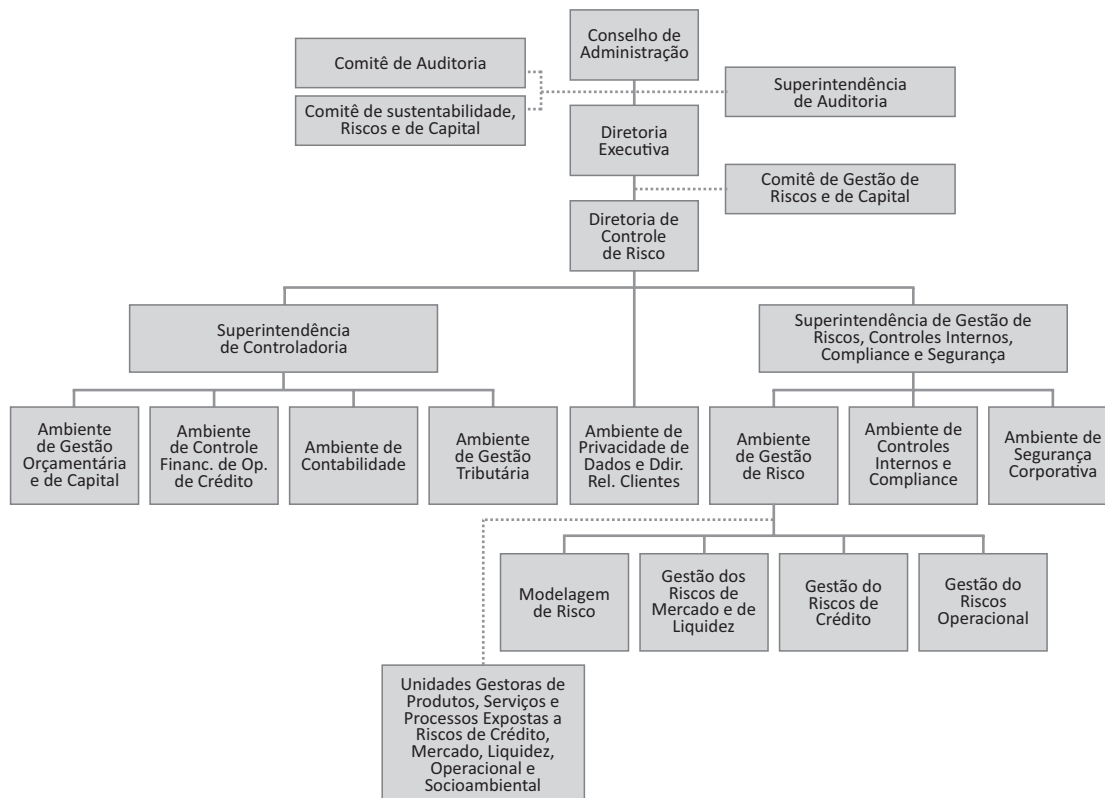 Conselho de
Administração
Comitê de Auditoria
Comitê de sustentabilidade,
Riscos e de Capital
Superintendência
de Auditoria
Diretoria
Executiva
Comitê de Gestão de
Riscos e de Capital
Diretoria de
Controle
de Risco
Superintendência
de Controladoria
Superintendência de Gestão de
Riscos, Controles Internos,
Compliance e Segurança
Ambiente
de Gestão
Orçamentária
e de Capital
Ambiente
de Controle
Financ. de Op.
de Crédito
Ambiente de
Contabilidade
Ambiente
de Gestão
Tributária
Ambiente de
Privacidade de
Dados e Ddir.
Rel. Clientes
Ambiente
de Gestão
de Risco
Ambiente de
Controles
Internos e
Compliance
Ambiente de
Segurança
Corporativa
Modelagem
de Risco
Gestão dos
Riscos de
Mercado e de
Liquidez
Gestão do
Riscos de
Crédito
Gestão do
Riscos
Operacional
Unidades Gestoras de
Produtos, Serviços e
Processos Expostas a
Riscos de Crédito,
Mercado, Liquidez,
Operacional e
Socioambiental